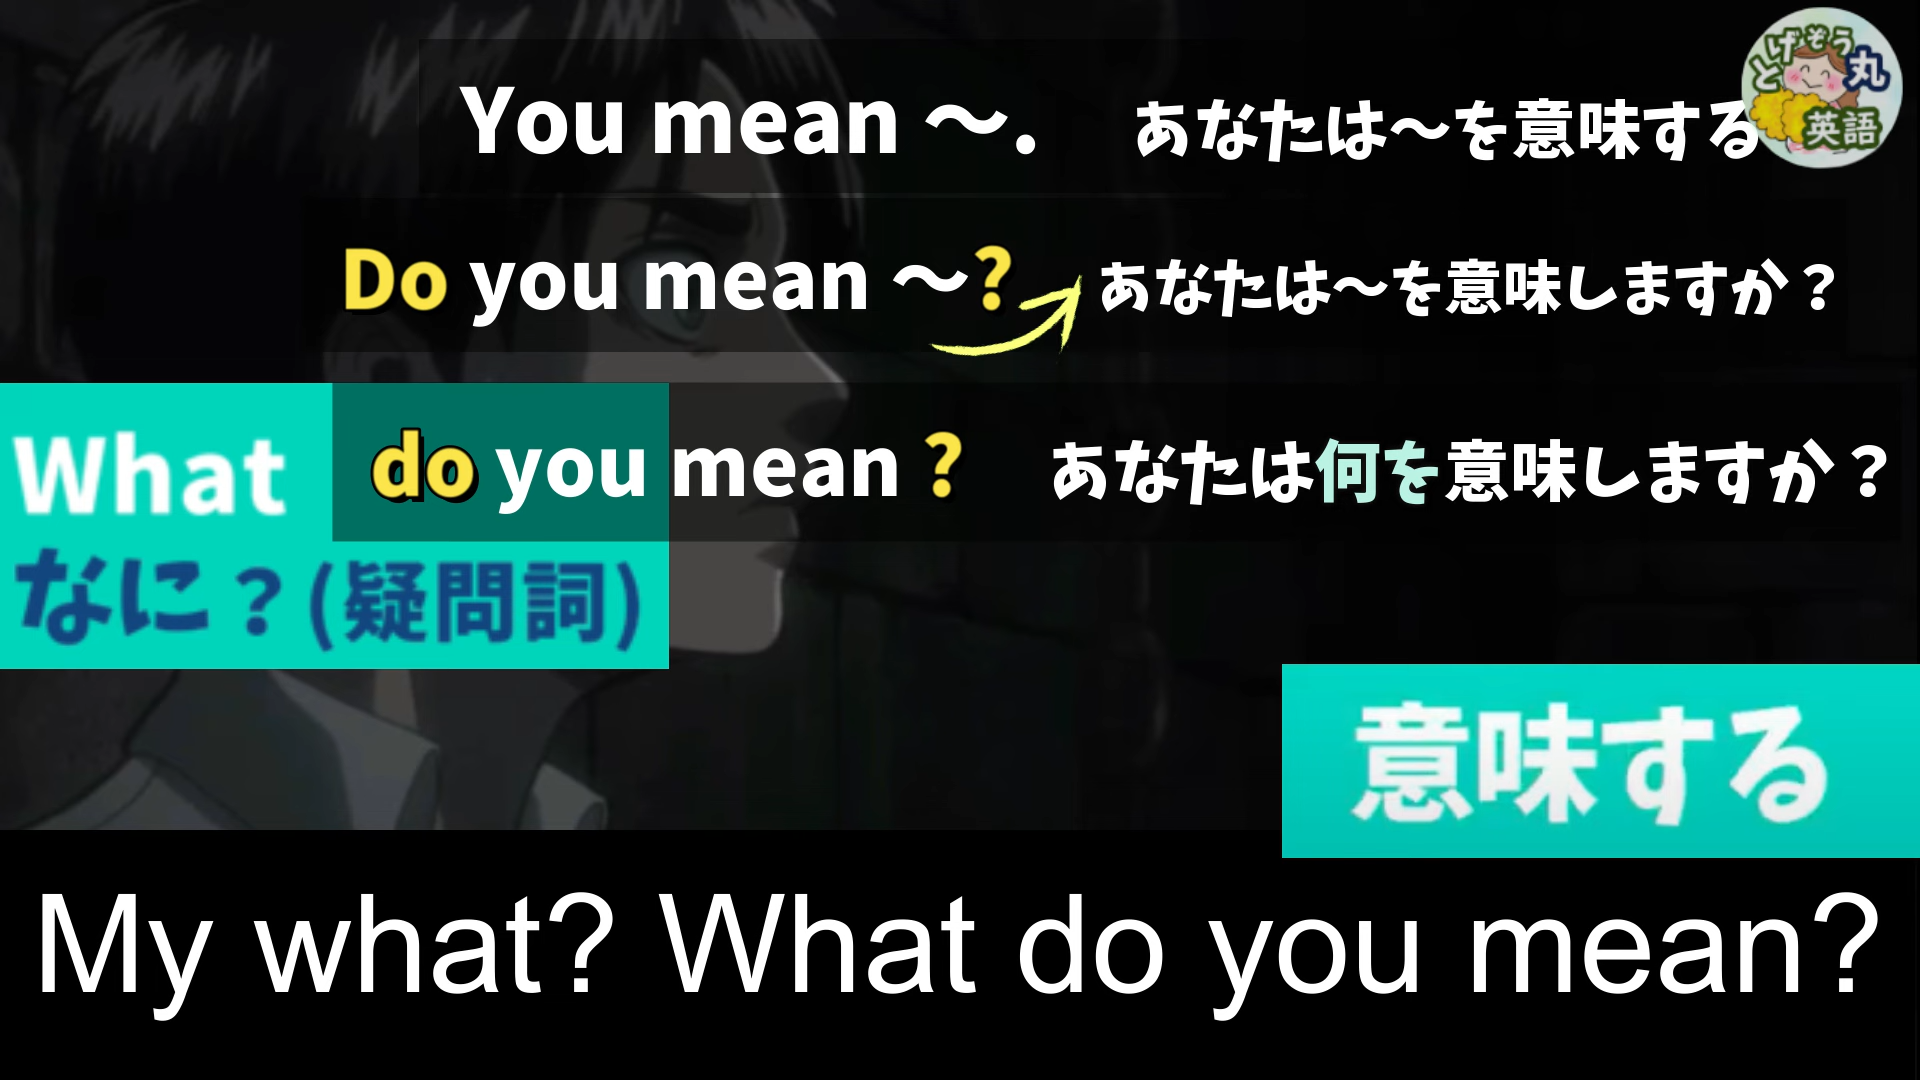 You mean ～. あなたは～を意味する
Do you mean ～? あなたは～を意味しますか？
What do you mean ? あなたは何を意味しますか？
なに？(疑問詞)
意味する
My what? What do you mean?
とげぞう丸
英語